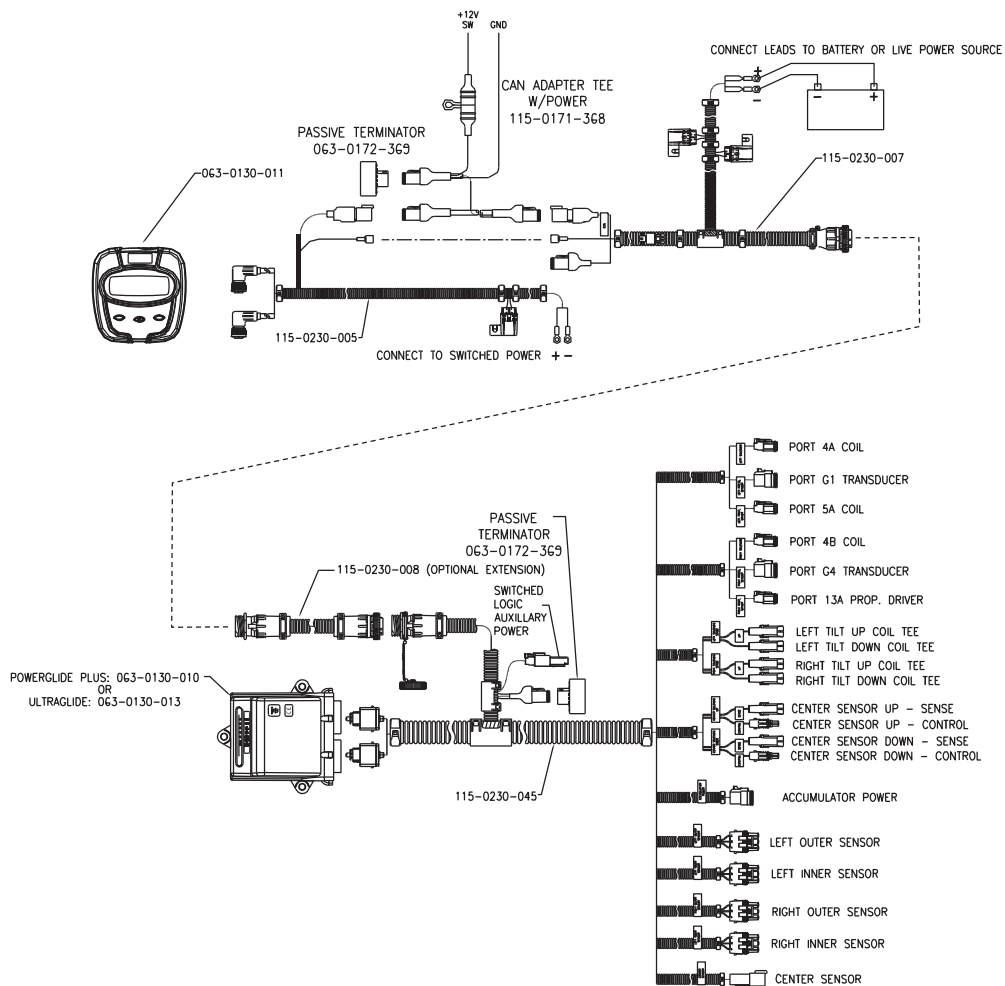 +12V
SW
GND
CONNECT LEADS TO BATTERY OR LIVE POWER SOURCE
+
-
- +
CAN ADAPTER TEE
W/POWER
115-0171-368
PASSIVE TERMINATOR
063-0172-369
063-0130-011
115-0230-007
115-0230-005
CONNECT TO SWITCHED POWER + -
PORT 4A COIL
PORT G1 TRANSDUCER
PORT 5A COIL
PORT 4B COIL
PORT G4 TRANSDUCER
PORT 13A PROP. DRIVER
PASSIVE
TERMINATOR
063-0172-369
115-0230-008 (OPTIONAL EXTENSION)
SWITCHED
LOGIC
AUXILLARY
POWER
LEFT TILT UP COIL TEE
LEFT TILT DOWN COIL TEE
RIGHT TILT UP COIL TEE
RIGHT TILT DOWN COIL TEE
POWERGLIDE PLUS: 063-0130-010
OR
ULTRAGLIDE: 063-0130-013
CENTER SENSOR UP - SENSE
CENTER SENSOR UP - CONTROL
CENTER SENSOR DOWN - SENSE
CENTER SENSOR DOWN - CONTROL
115-0230-045
ACCUMULATOR POWER
LEFT OUTER SENSOR
LEFT INNER SENSOR
RIGHT OUTER SENSOR
RIGHT INNER SENSOR
CENTER SENSOR